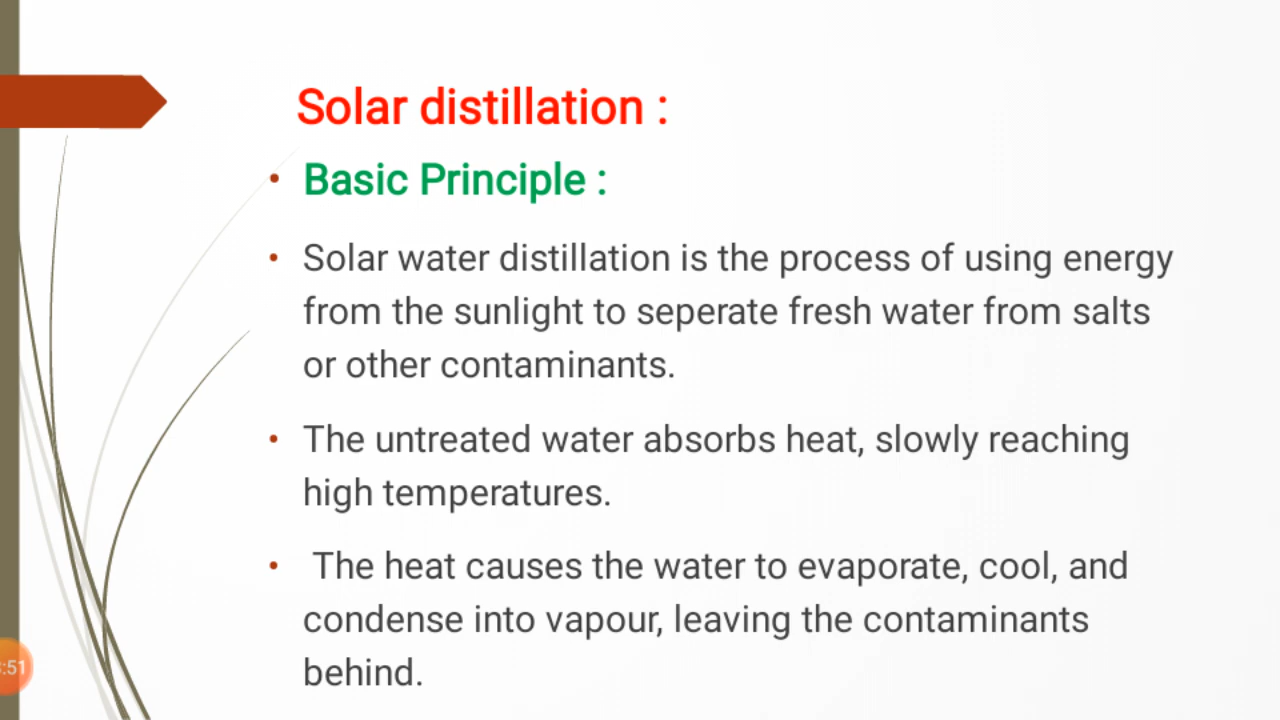 Solar distillation :
• Basic Principle :
• Solar water distillation is the process of using energy
from the sunlight to seperate fresh water from salts
or other contaminants.
• The untreated water absorbs heat, slowly reaching
high temperatures.
• The heat causes the water to evaporate, cool, and
condense into vapour, leaving the contaminants
behind.
:51